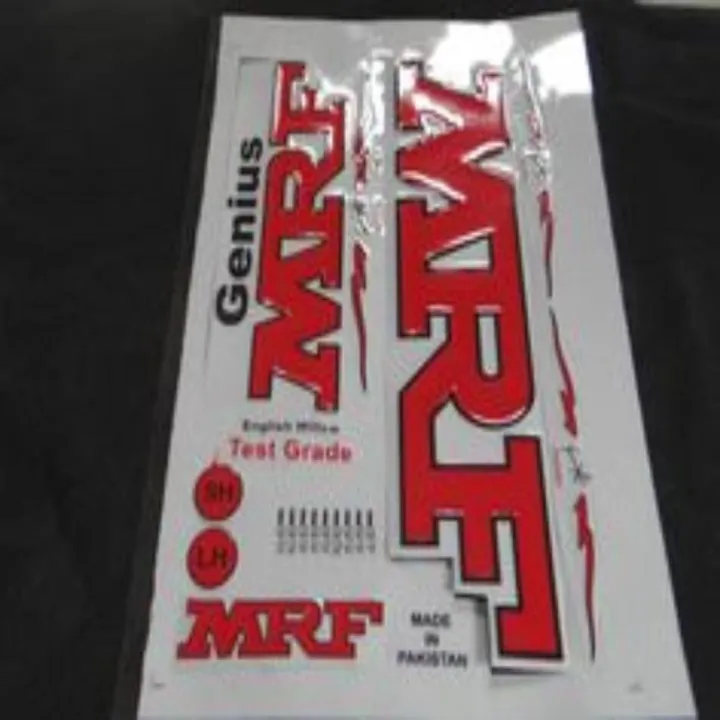 Genius
MRF
MRF
English Willow
Test Grade
SH
LH
MRF
MADE
IN
PAKISTAN